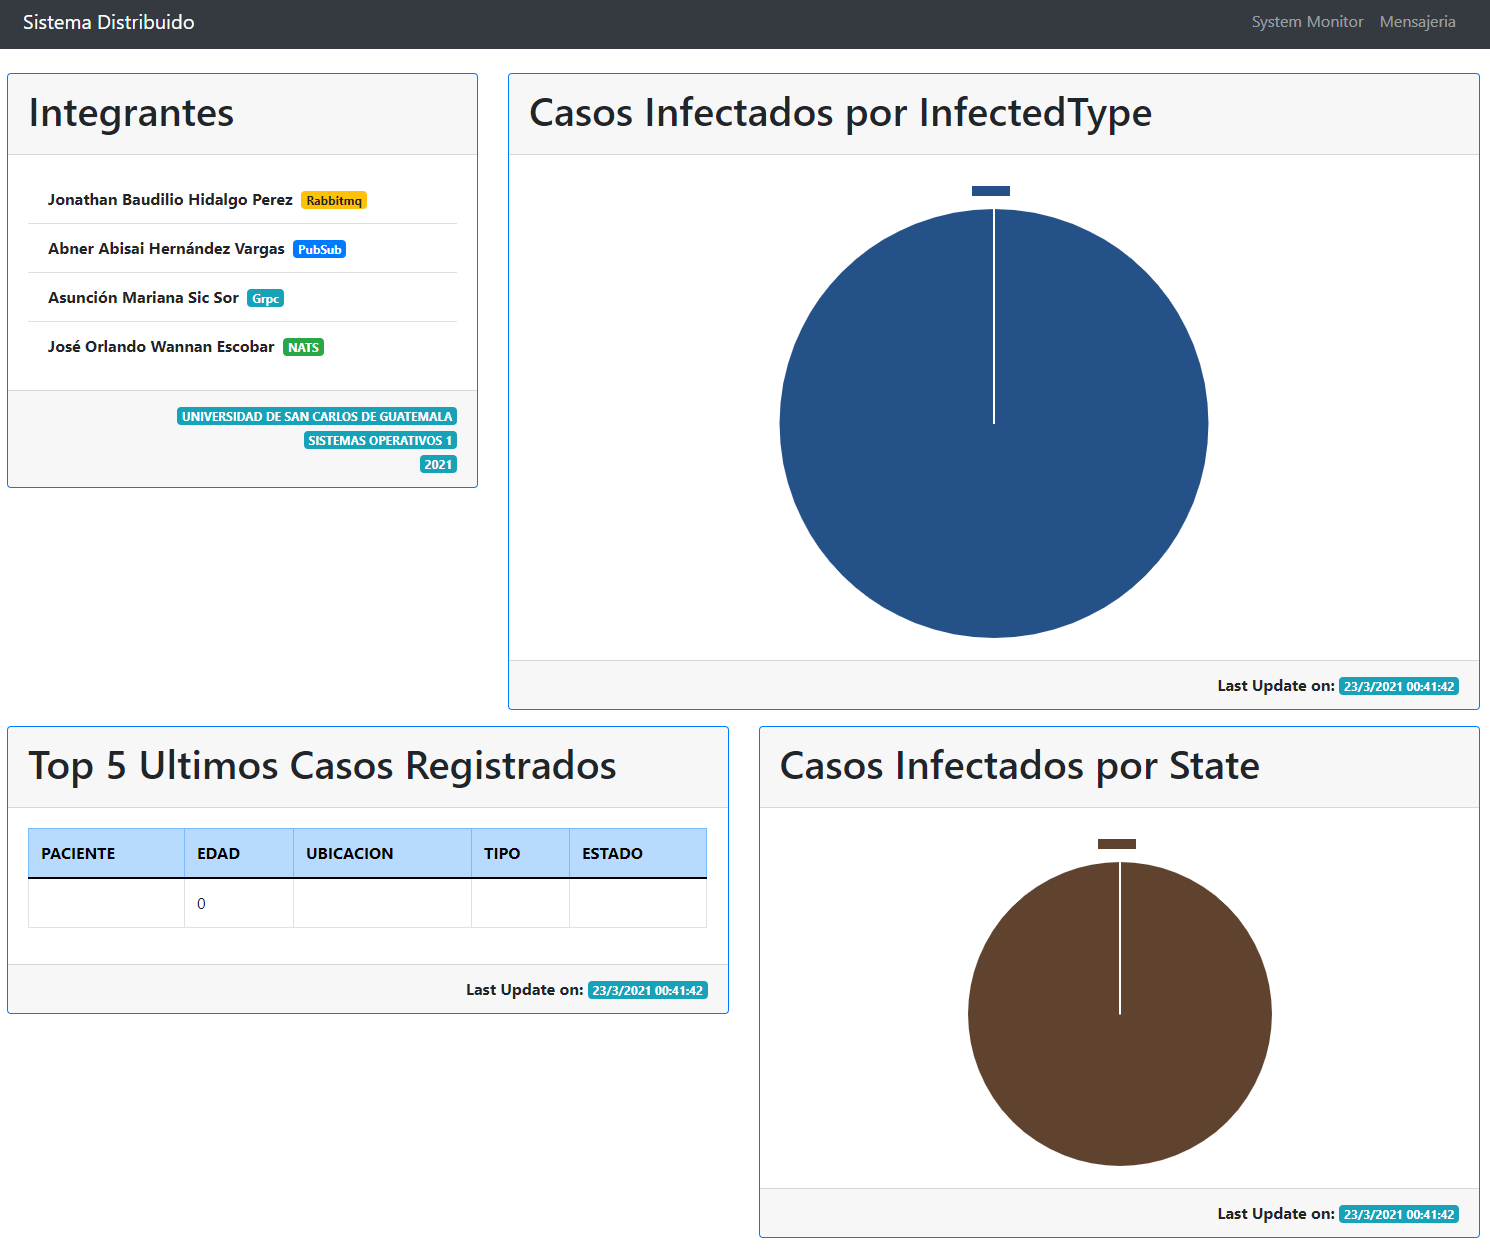 Sistema Distribuido
System Monitor Mensajeria
Integrantes
Jonathan Baudilio Hidalgo Perez Rabbitmq
Abner Abisai Hernández Vargas PubSub
Asunción Mariana Sic Sor Grpc
José Orlando Wannan Escobar NATS
UNIVERSIDAD DE SAN CARLOS DE GUATEMALA
SISTEMAS OPERATIVOS 1
2021
Casos Infectados por InfectedType
Last Update on: 23/3/2021 00:41:42
Top 5 Ultimos Casos Registrados
PACIENTE EDAD UBICACION TIPO ESTADO
0
Last Update on: 23/3/2021 00:41:42
Casos Infectados por State
Last Update on: 23/3/2021 00:41:42